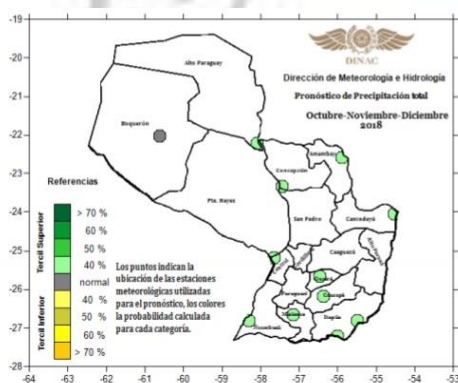 DINAC
Dirección de Meteorología e Hidrología
Pronóstico de Precipitación total
Octubre-Noviembre-Diciembre
2018
-19
-20
-21
-22
-23
-24
-25
-26
-27
-28
Alto Paraguay
Boquerón
Pte. Hayes
Concepción
Amambay
San Pedro
Canindeyú
Caaguazú
Paraguarí
Caazapá
Misiones
Itapúa
Ñeembucú
Referencias
Tercil Superior
> 70 %
60 %
50 %
40 %
normal
Tercil Inferior
40 %
50 %
60 %
> 70 %
Los puntos indican la
ubicación de las estaciones
meteorológicas utilizadas
para el pronóstico, los colores
la probabilidad calculada
para cada categoría.
-64
-63
-62
-61
-60
-59
-58
-57
-56
-55
-54
-53